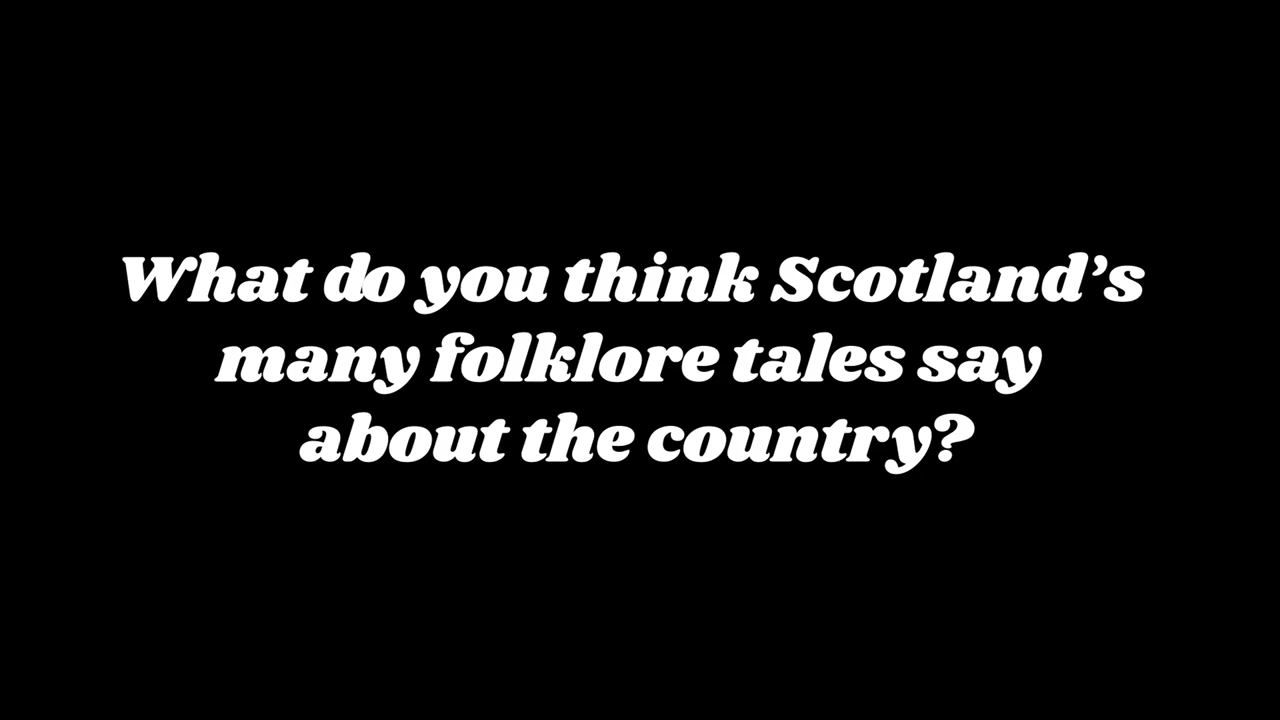 What do you think Scotland’s
many folklore tales say
about the country?